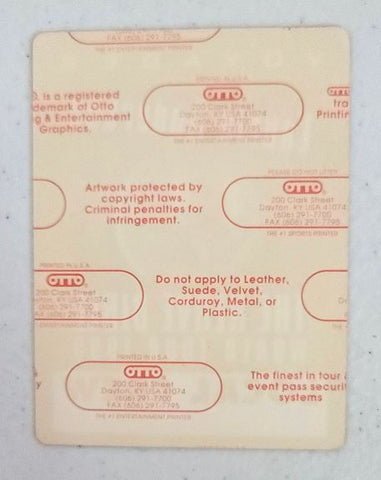 FAX (606) 291-7795
THE #1 ENTERTAINMENT PRINTER
is a registered
demark of Otto
g & Entertainment
Graphics.
PRINTED IN U.S.A.
OTTO
200 Clark Street
Dayton, KY USA 41074
(606) 291-7700
FAX (606) 291-7795
THE #1 ENTERTAINMENT PRINTER
OTTO
tra
Printin
Artwork protected by
copyright laws.
Criminal penalties for
infringement.
PLEASE DO NOT LITTER
OTTO
200 Clark Street
Dayton, KY USA 41074
(606) 291-7700
FAX (606) 291-7795
THE #1 SPORTS PRINTER
PRINTED IN U.S.A.
OTTO
200 Clark Street
KY USA 41074
(606) 291-7700
(606) 291-7795
ENTERTAINMENT PRINTER
Do not apply to Leather,
Suede, Velvet,
Corduroy, Metal, or
Plastic.
PRINTED IN U.S.A.
OTTO
200 Clark Street
Dayton, KY USA 41074
(606) 291-7700
FAX (606) 291-7795
THE #1 ENTERTAINMENT PRINTER
y
The finest in tour &
event pass securit
systems